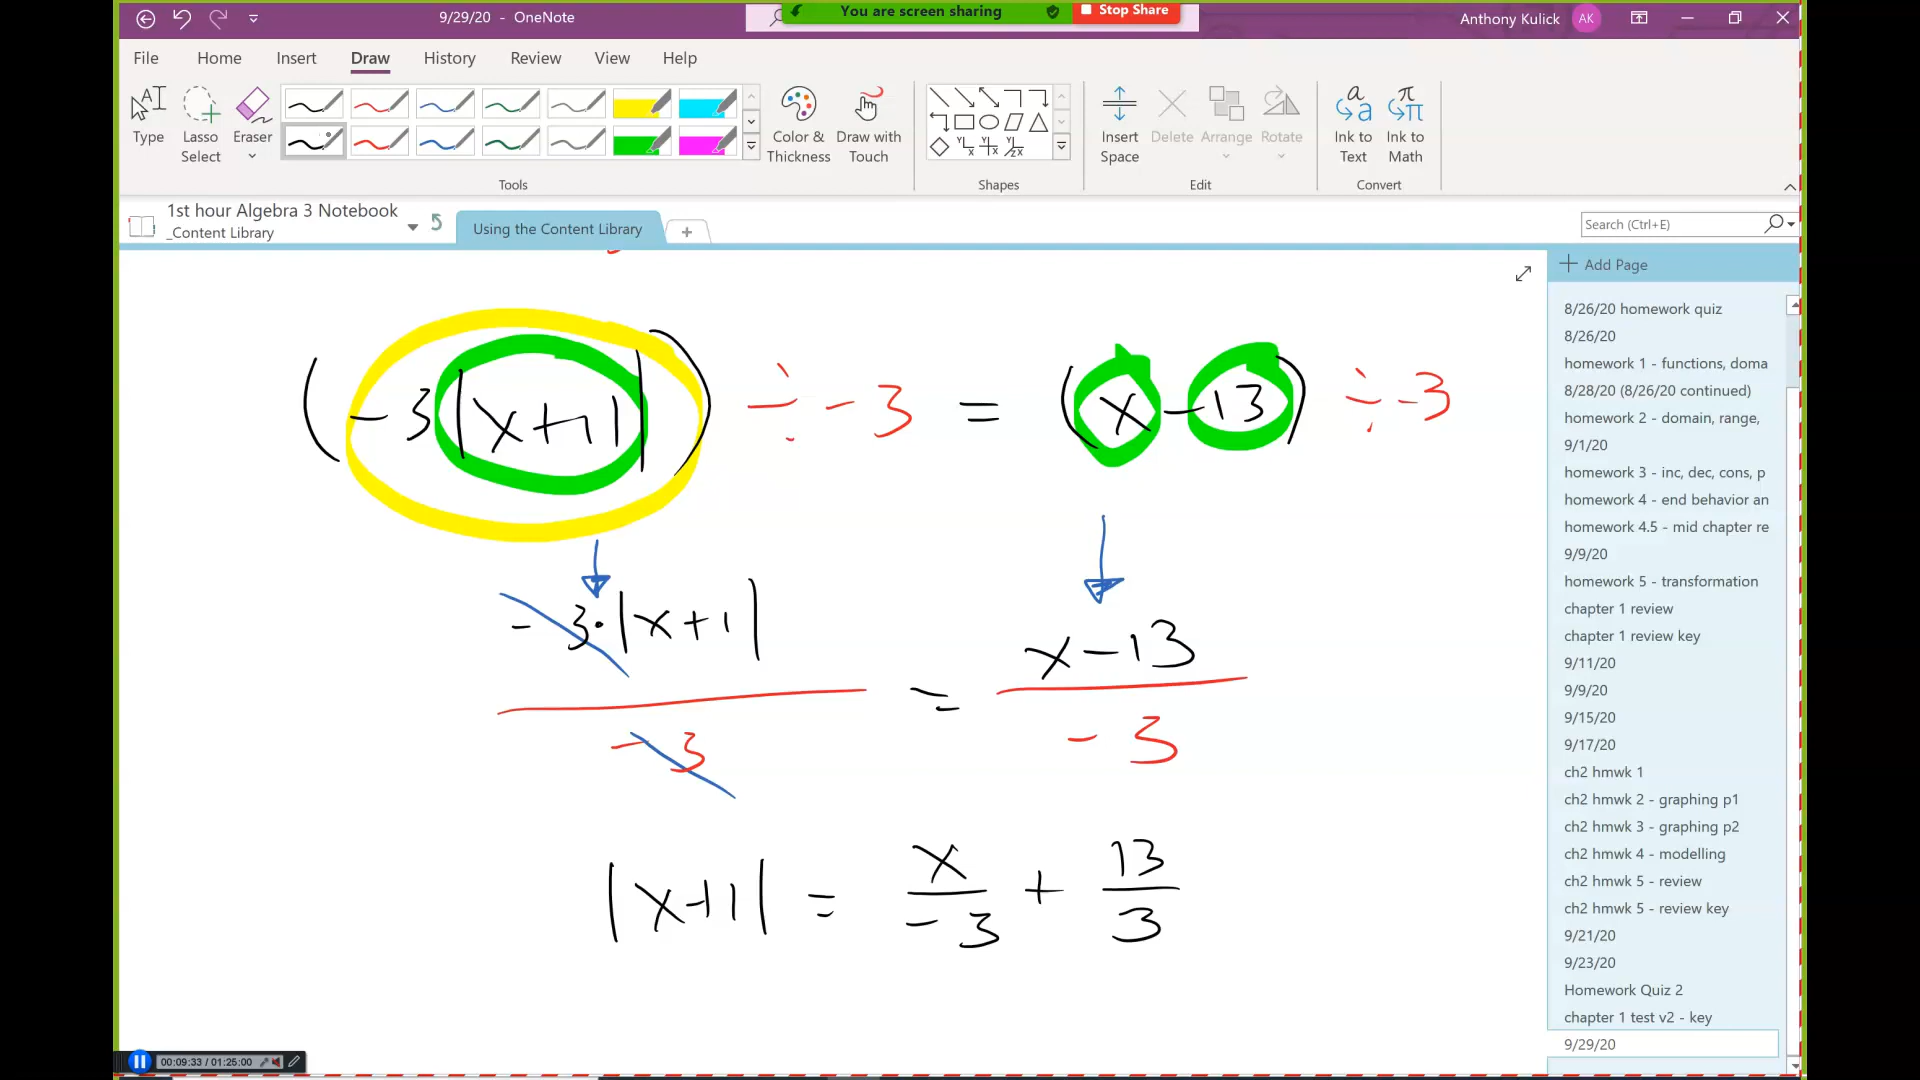 9/29/20 - OneNote
You are screen sharing
Stop Share
Anthony Kulick
AK
File Home Insert Draw History Review View Help
Type
Lasso Select
Eraser
Color & Thickness
Draw with Touch
Insert Space
Delete
Arrange
Rotate
Ink to Text
Ink to Math
Tools
Shapes
Edit
Convert
1st hour Algebra 3 Notebook
_Content Library
Using the Content Library
Search (Ctrl+E)
(-3|x+1|) ÷ -3 = (x-13) ÷ -3
-3·|x+1| / -3 = x-13 / -3
|x+1| = x/-3 + 13/3
Add Page
8/26/20 homework quiz
8/26/20
homework 1 - functions, doma
8/28/20 (8/26/20 continued)
homework 2 - domain, range,
9/1/20
homework 3 - inc, dec, cons, p
homework 4 - end behavior an
homework 4.5 - mid chapter re
9/9/20
homework 5 - transformation
chapter 1 review
chapter 1 review key
9/11/20
9/9/20
9/15/20
9/17/20
ch2 hmwk 1
ch2 hmwk 2 - graphing p1
ch2 hmwk 3 - graphing p2
ch2 hmwk 4 - modelling
ch2 hmwk 5 - review
ch2 hmwk 5 - review key
9/21/20
9/23/20
Homework Quiz 2
chapter 1 test v2 - key
9/29/20
00:09:33 / 01:25:00